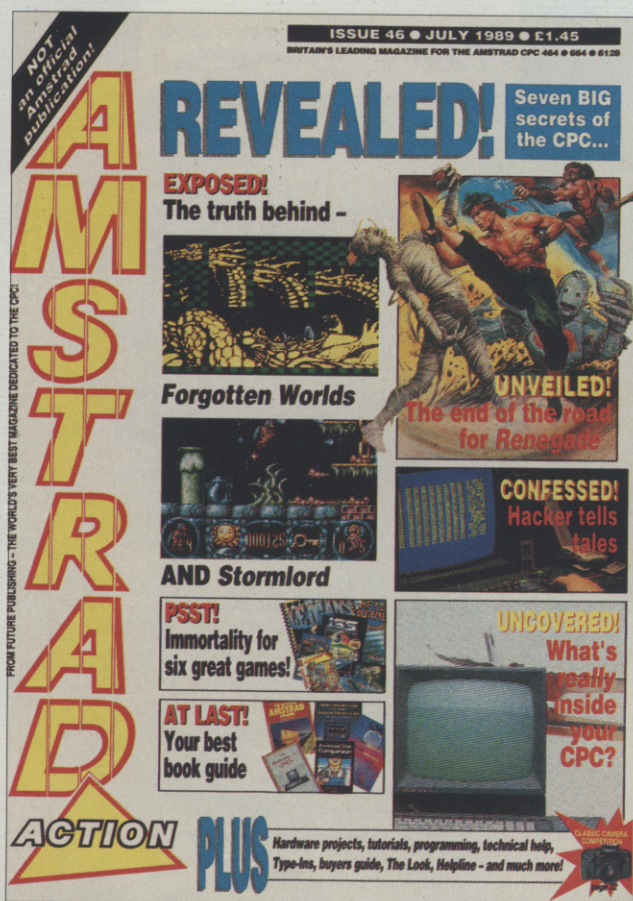 ISSUE 46 ● JULY 1989 ● £1.45
BRITAIN'S LEADING MAGAZINE FOR THE AMSTRAD CPC 464 ● 664 ● 6128
NOT
an official
Amstrad
publication!
AMSTRAD
ACTION
FROM FUTURE PUBLISHING – THE WORLD'S VERY BEST MAGAZINE DEDICATED TO THE CPC!
REVEALED!
Seven BIG
secrets of
the CPC...
EXPOSED!
The truth behind –
Forgotten Worlds
000125
AND Stormlord
UNVEILED!
The end of the road
for Renegade
CONFESSED!
Hacker tells
tales
PSST!
Immortality for
six great games!
AT LAST!
Your best
book guide
AMSTRAD
UNCOVERED!
What's
really
inside
your
CPC?
PLUS
Hardware projects, tutorials, programming, technical help,
Type-Ins, buyers guide, The Look, Helpline – and much more!
CLASSIC CAMERA
COMPETITION